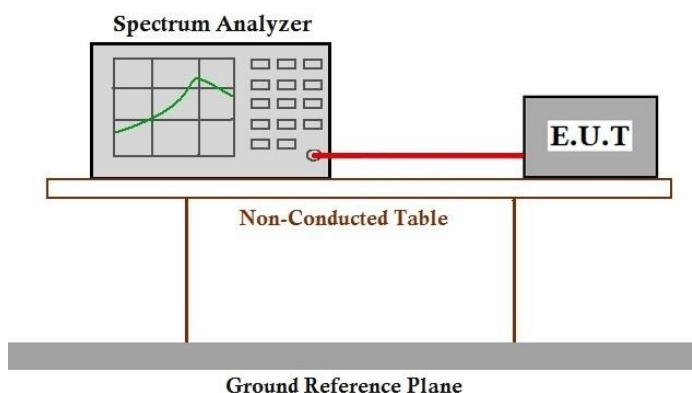 Spectrum Analyzer
E.U.T
Non-Conducted Table
Ground Reference Plane